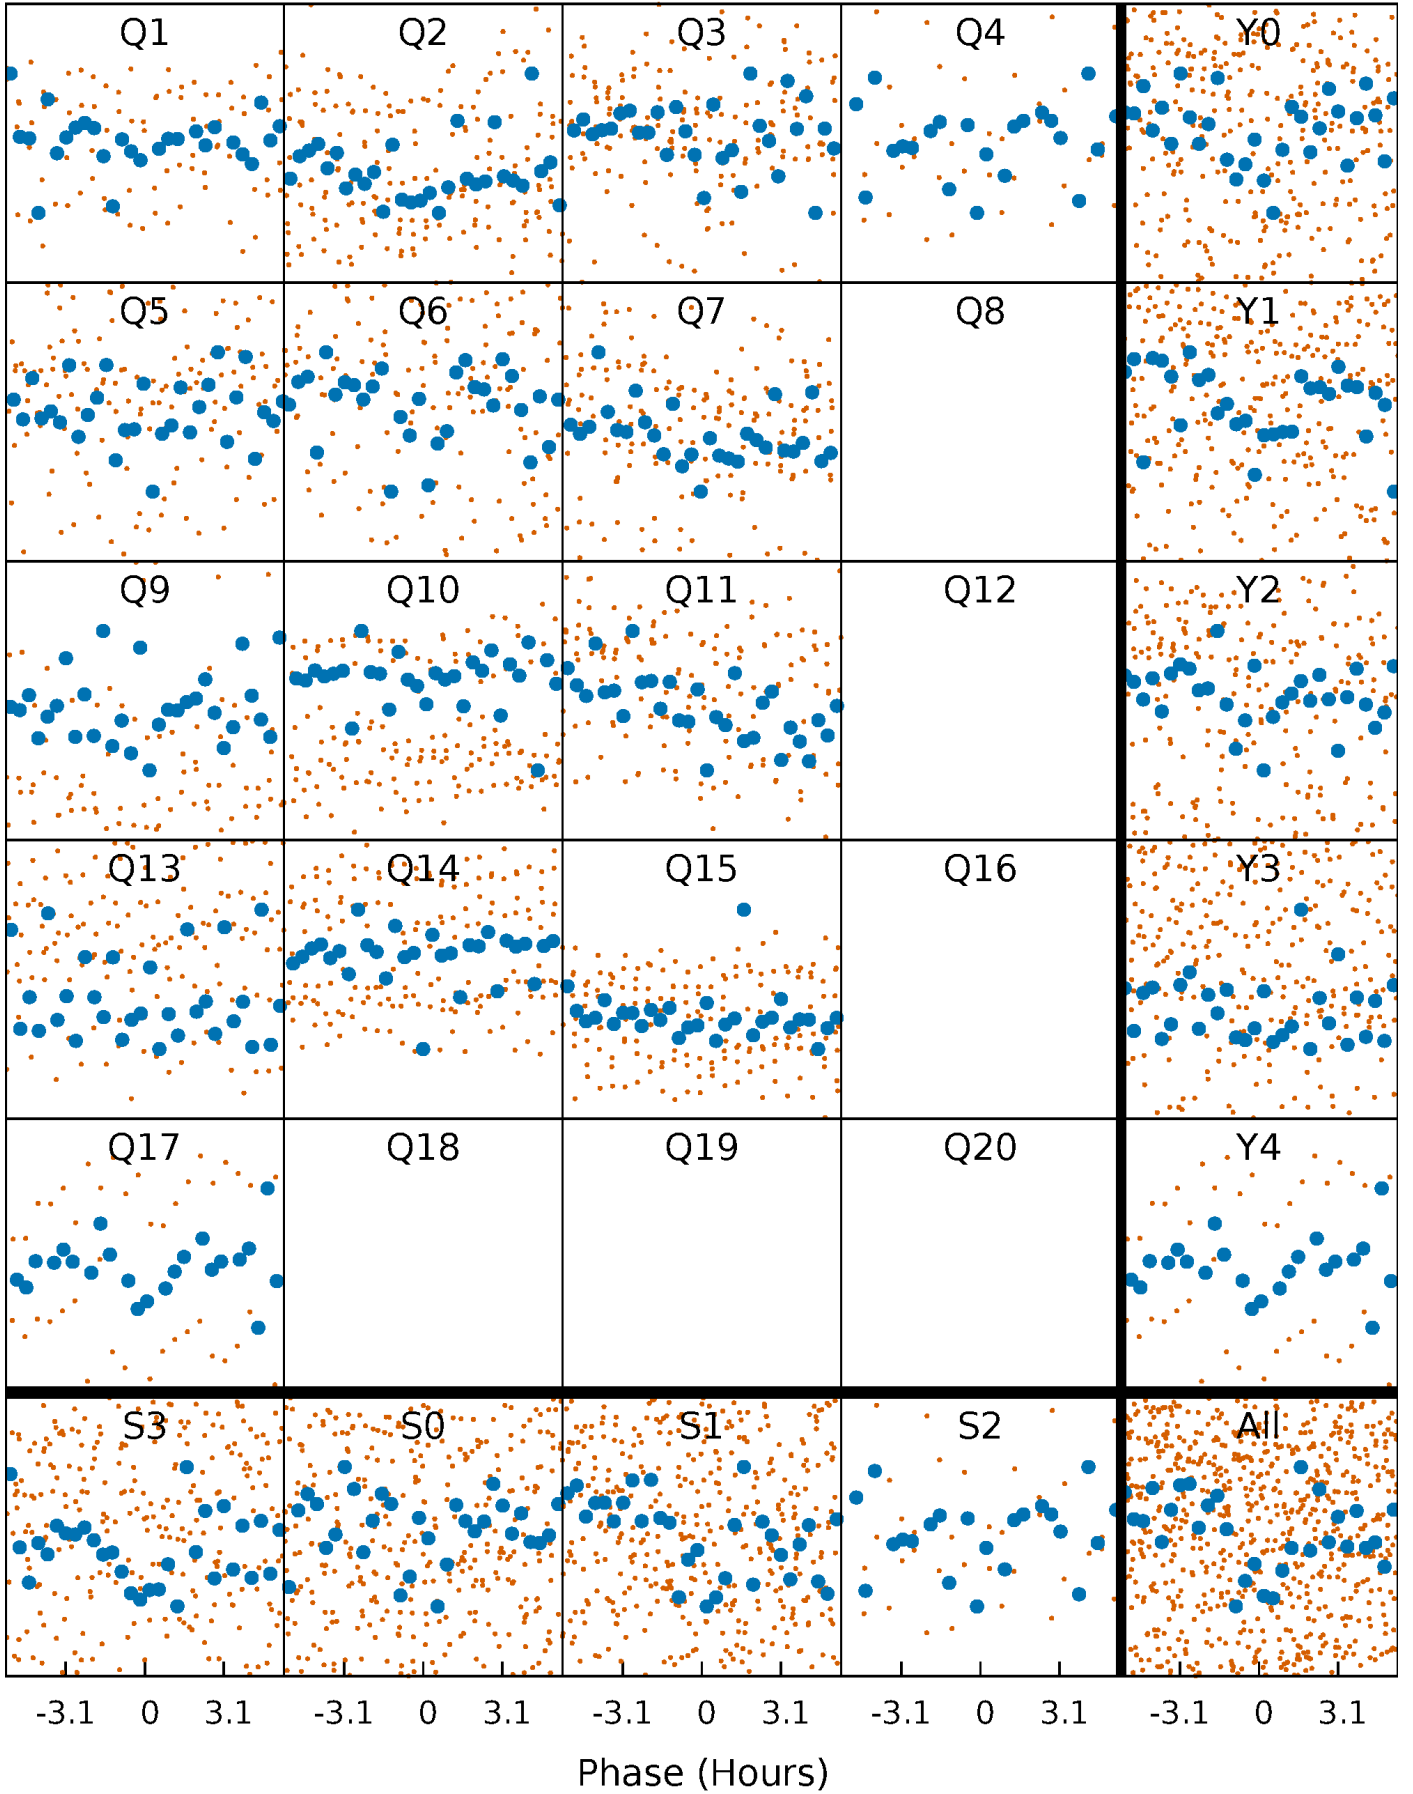 Q1 Q2 Q3 Q4 Y0
Q5 Q6 Q7 Q8 Y1
Q9 Q10 Q11 Q12 Y2
Q13 Q14 Q15 Q16 Y3
Q17 Q18 Q19 Q20 Y4
S3 S0 S1 S2 All
-3.1 0 3.1 -3.1 0 3.1 -3.1 0 3.1 -3.1 0 3.1 -3.1 0 3.1
Phase (Hours)